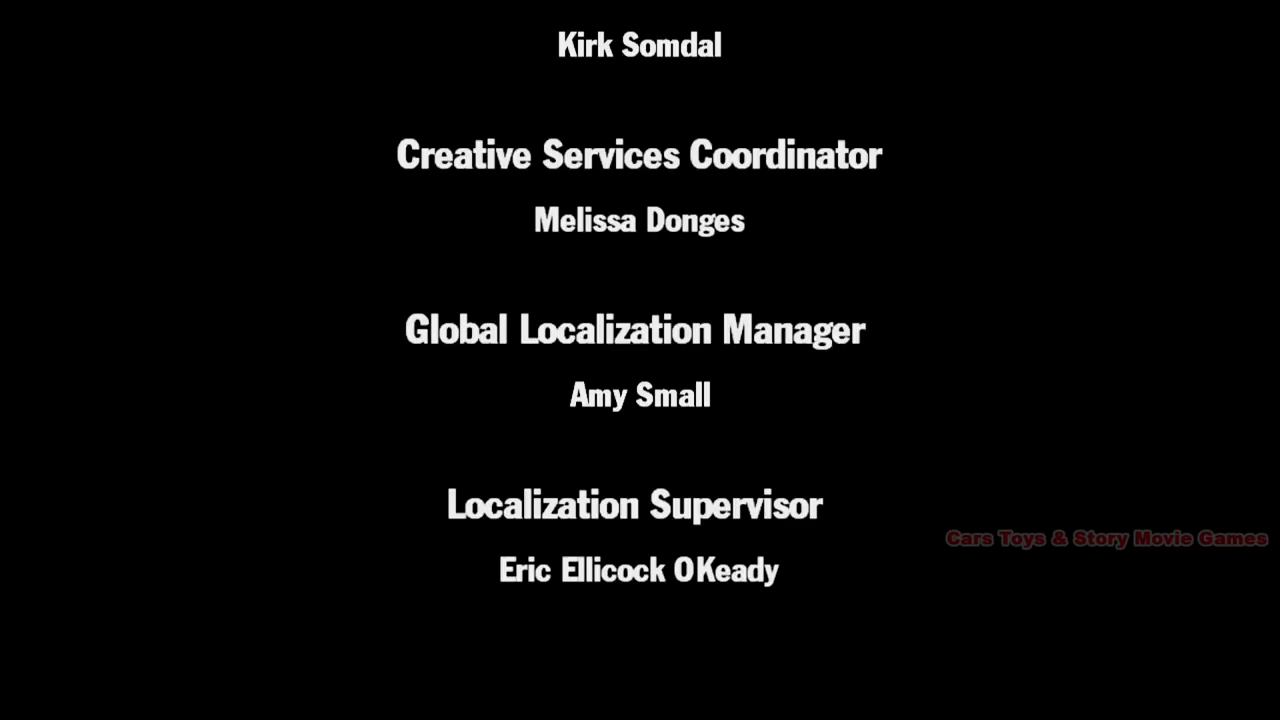 Kirk Somdal
Creative Services Coordinator
Melissa Donges
Global Localization Manager
Amy Small
Localization Supervisor
Cars Toys & Story Movie Games
Eric Ellicock OKeady